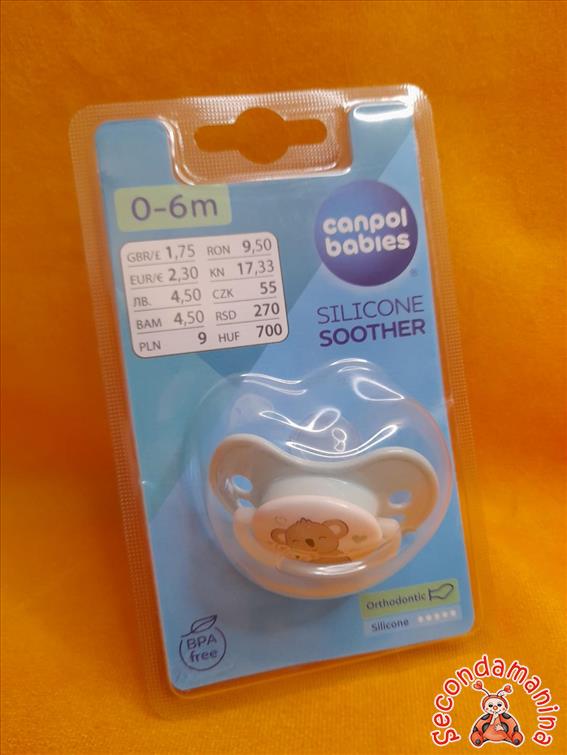 0-6m
canpol
babies
®
GBR/£ 1,75 RON 9,50
EUR/€ 2,30 KN 17,33
ЛВ. 4,50 CZK 55
BAM 4,50 RSD 270
PLN 9 HUF 700
SILICONE
SOOTHER
Orthodontic
Silicone
BPA
free
Secondamanina